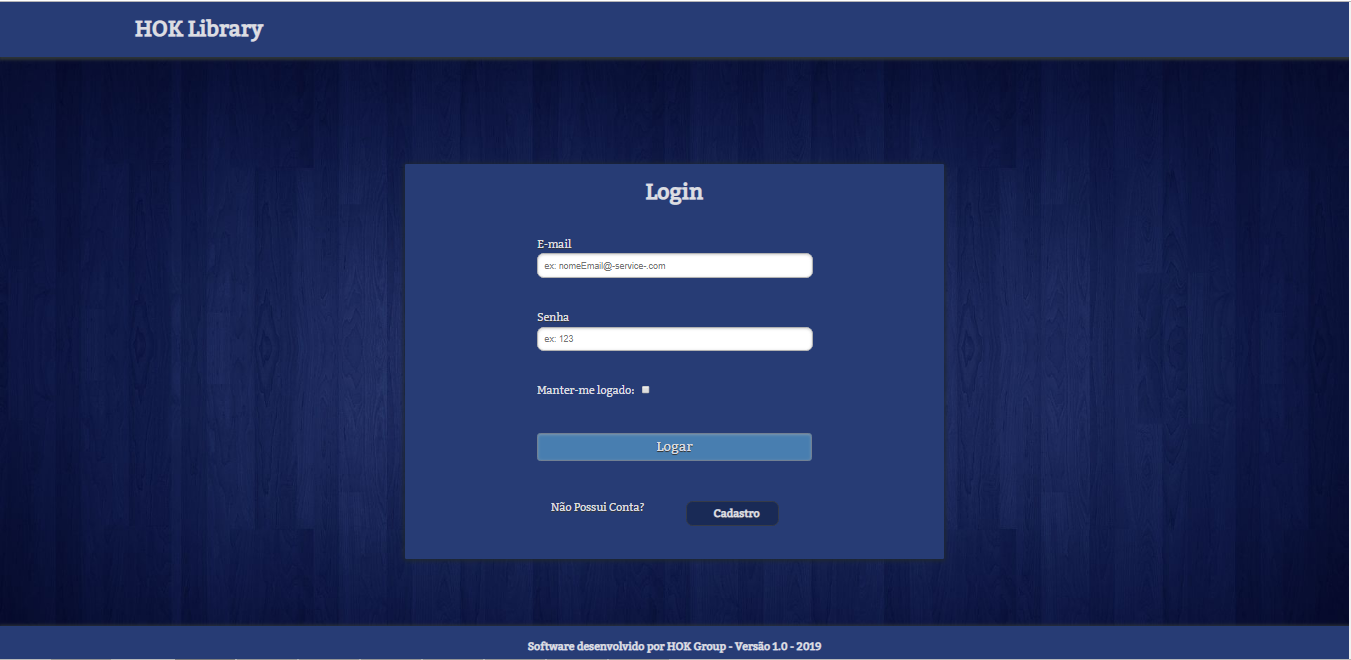 HOK Library
Login
E-mail
ex: nomeEmail@-service-.com
Senha
ex: 123
Manter-me logado:
Logar
Não Possui Conta?
Cadastro
Software desenvolvido por HOK Group - Versão 1.0 - 2019